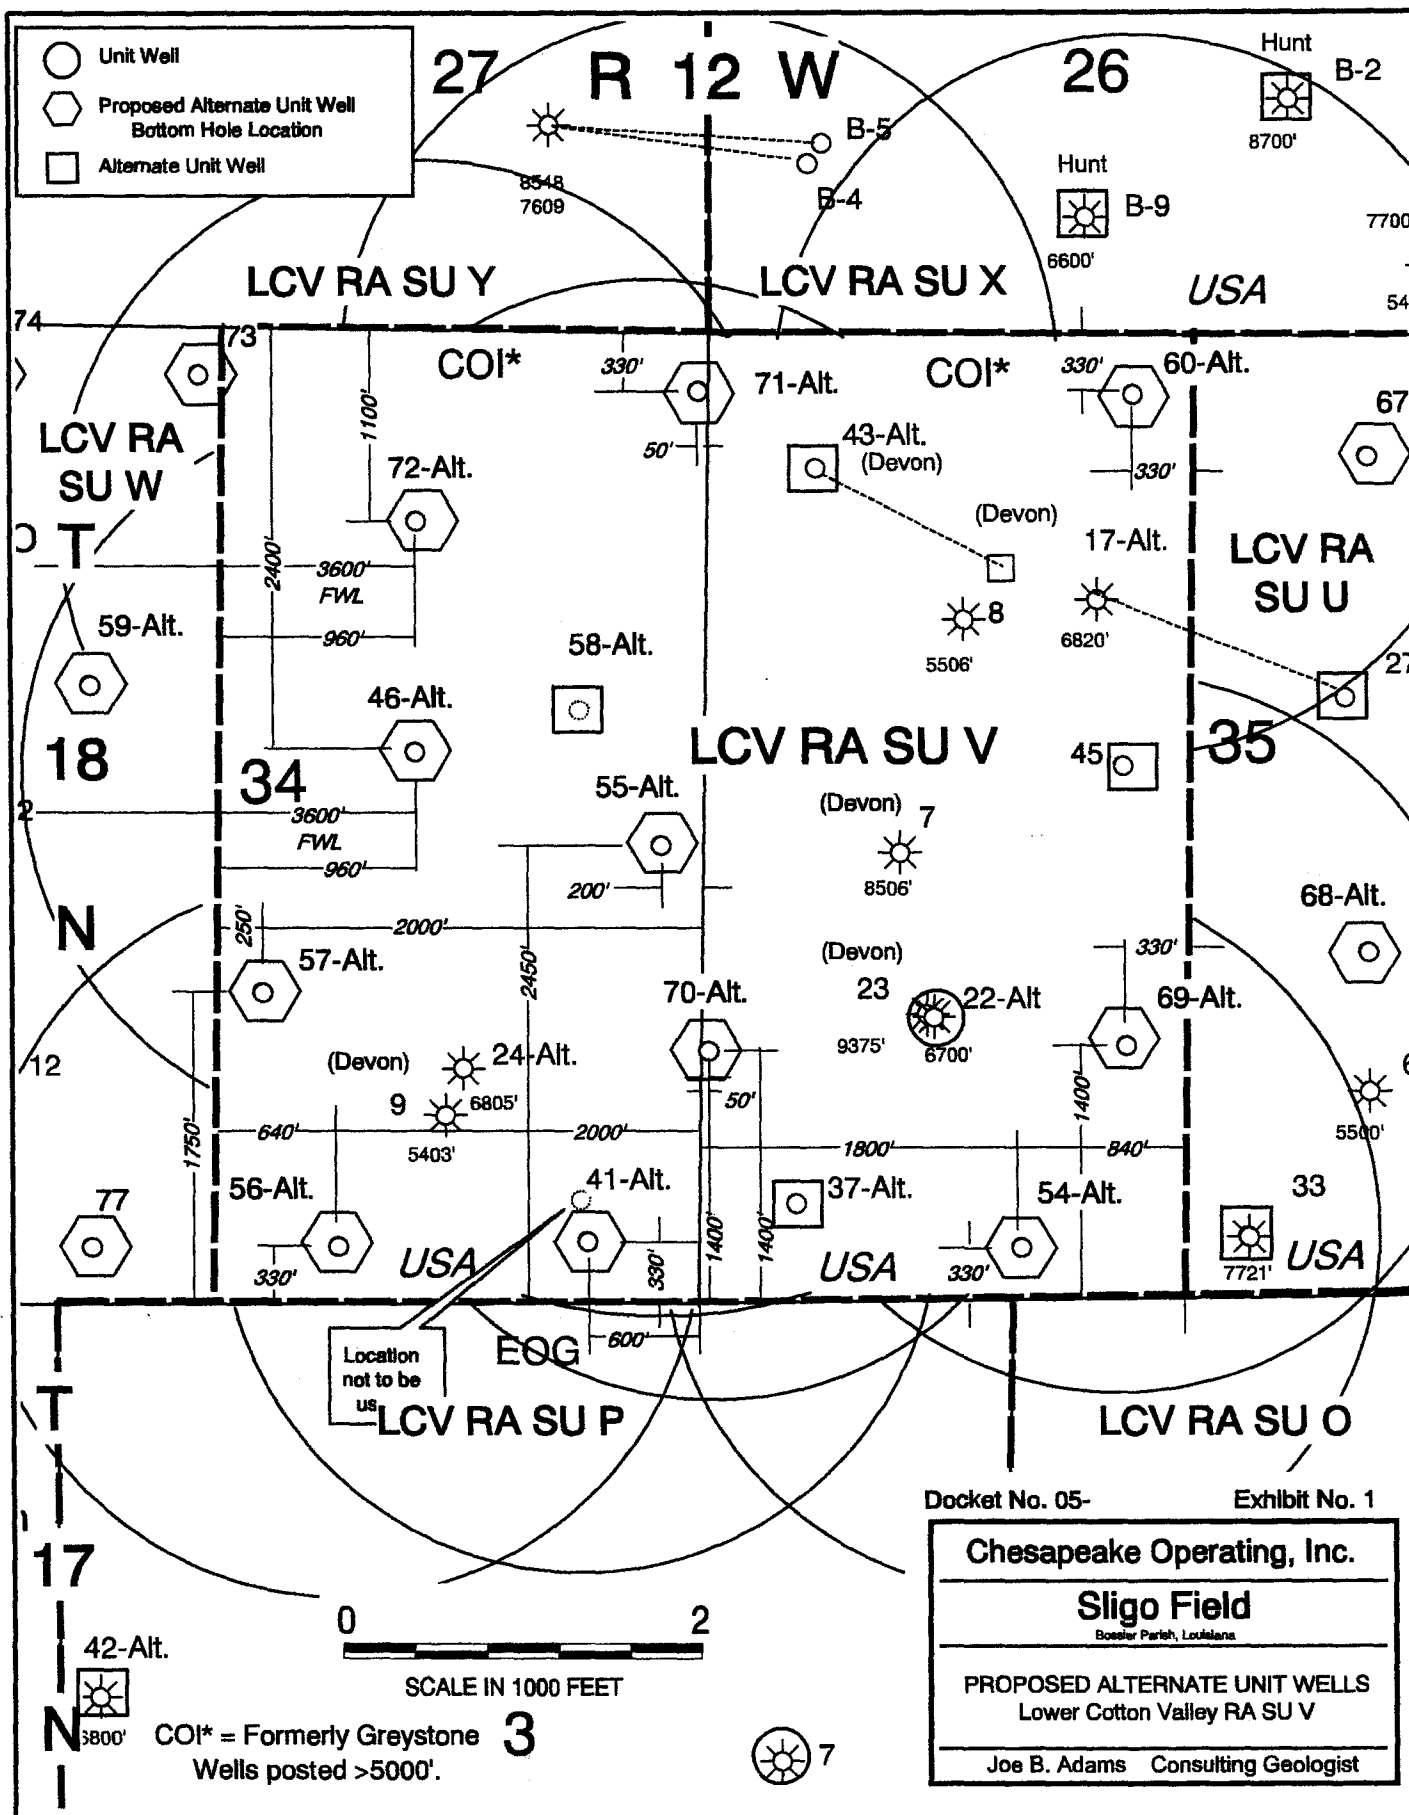 Unit Well
Proposed Alternate Unit Well
Bottom Hole Location
Alternate Unit Well
27
R 12 W
26
Hunt
B-2
8700'
B-5
B-4
8548
7609
Hunt
B-9
6600'
7700
LCV RA SU Y
LCV RA SU X
USA
54
74
73
COI*
330'
71-Alt.
COI*
330'
60-Alt.
67
1100'
50'
43-Alt.
(Devon)
330'
LCV RA
SU W
72-Alt.
(Devon)
17-Alt.
LCV RA
SU U
T
2400'
3600'
FWL
960'
8
5506'
6820'
59-Alt.
58-Alt.
27
46-Alt.
LCV RA SU V
18
34
45
35
55-Alt.
(Devon)
7
8506'
2
3600'
FWL
960'
200'
68-Alt.
N
250'
2000'
57-Alt.
2450'
(Devon)
330'
70-Alt.
23
22-Alt
69-Alt.
9375'
6700'
12
(Devon)
24-Alt.
9
6805'
5403'
50'
1400'
6
5500'
1750'
640'
2000'
1800'
840'
77
56-Alt.
41-Alt.
37-Alt.
54-Alt.
33
330'
USA
330'
1400'
1400'
USA
330'
7721'
USA
600'
EOG
Location
not to be
us
LCV RA SU P
LCV RA SU O
T
Docket No. 05-
Exhibit No. 1
17
Chesapeake Operating, Inc.
Sligo Field
Bossier Parish, Louisiana
PROPOSED ALTERNATE UNIT WELLS
Lower Cotton Valley RA SU V
Joe B. Adams Consulting Geologist
0
2
SCALE IN 1000 FEET
42-Alt.
N
6800'
COI* = Formerly Greystone
Wells posted >5000'.
3
7